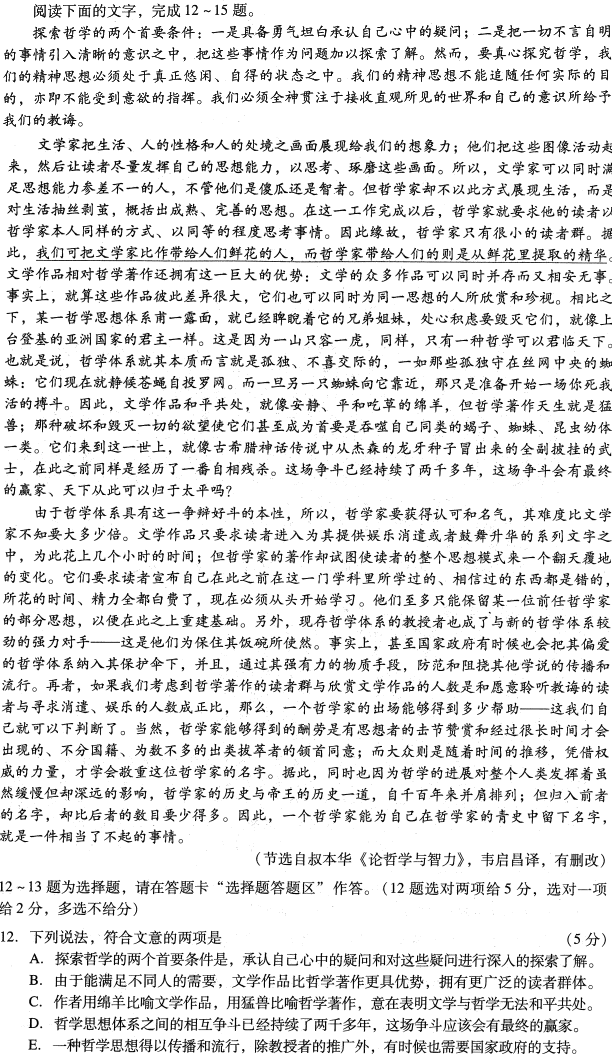 阅读下面的文字，完成12～15题。
探索哲学的两个首要条件：一是具备勇气坦白承认自己心中的疑问；二是把一切不言自明
的事情引入清晰的意识之中，把这些事情作为问题加以探索了解。然而，要真心探究哲学，我
们的精神思想必须处于真正悠闲、自得的状态之中。我们的精神思想不能追随任何实际的目
的，亦即不能受到意欲的指挥。我们必须全神贯注于接收直观所见的世界和自己的意识所给予
我们的教诲。
文学家把生活、人的性格和人的处境之画面展现给我们的想象力；他们把这些图像活动起
来，然后让读者尽量发挥自己的思想能力，以思考、琢磨这些画面。所以，文学家可以同时满
足思想能力参差不一的人，不管他们是傻瓜还是智者。但哲学家却不以此方式展现生活，而是
对生活抽丝剥茧，概括出成熟、完善的思想。在这一工作完成以后，哲学家就要求他的读者以
哲学家本人同样的方式、以同等的程度思考事情。因此缘故，哲学家只有很小的读者群。据
此，我们可把文学家比作带给人们鲜花的人，而哲学家带给人们的则是从鲜花里提取的精华。
文学作品相对哲学著作还拥有这一巨大的优势：文学的众多作品可以同时并存而又相安无事。
事实上，就算这些作品彼此差异很大，它们也可以同时为同一思想的人所欣赏和珍视。相比之
下，某一哲学思想体系甫一露面，就已经睥睨着它的兄弟姐妹，处心积虑要毁灭它们，就像上
台登基的亚洲国家的君主一样。这是因为一山只容一虎，同样，只有一种哲学可以君临天下。
也就是说，哲学体系就其本质而言就是孤独、不喜交际的，一如那些孤独守在丝网中央的蜘
蛛：它们现在就静候苍蝇自投罗网。而一旦另一只蜘蛛向它靠近，那只是准备开始一场你死我
活的搏斗。因此，文学作品和平共处，就像安静、平和吃草的绵羊，但哲学著作天生就是猛
兽；那种破坏和毁灭一切的欲望使它们甚至成为首要是吞噬自己同类的蝎子、蜘蛛、昆虫幼体
一类。它们来到这一世上，就像古希腊神话传说中从杰森的龙牙种子冒出来的全副披挂的武
士，在此之前同样是经历了一番自相残杀。这场争斗已经持续了两千多年，这场争斗会有最终
的赢家、天下从此可以归于太平吗？
由于哲学体系具有这一争辩好斗的本性，所以，哲学家要获得认可和名气，其难度比文学
家不知要大多少倍。文学作品只要求读者进入为其提供娱乐消遣或者鼓舞升华的系列文字之
中，为此花上几个小时的时间；但哲学家的著作却试图使读者的整个思想模式来一个翻天覆地
的变化。它们要求读者宣布自己在此之前在这一门学科里所学过的、相信过的东西都是错的，
所花的时间、精力全都白费了，现在必须从头开始学习。他们至多只能保留某一位前任哲学家
的部分思想，以便在此之上重建基础。另外，现存哲学体系的教授者也成了与新的哲学体系较
劲的强力对手——这是他们为保住其饭碗所使然。事实上，甚至国家政府有时候也会把其偏爱
的哲学体系纳入其保护伞下，并且，通过其强有力的物质手段，防范和阻挠其他学说的传播和
流行。再者，如果我们考虑到哲学著作的读者群与欣赏文学作品的人数是和愿意聆听教诲的读
者与寻求消遣、娱乐的人数成正比，那么，一个哲学家的出场能够得到多少帮助——这我们自
己就可以下判断了。当然，哲学家能够得到的酬劳是有思想者的击节赞赏和经过很长时间才会
出现的、不分国籍、为数不多的出类拔萃者的领首同意；而大众则是随着时间的推移，凭借权
威的力量，才学会敬重这位哲学家的名字。据此，同时也因为哲学的进展对整个人类发挥着虽
然缓慢但却深远的影响，哲学家的历史与帝王的历史一道，自千百年来并肩排列；但归入前者
的名字，却比后者的数目要少得多。因此，一个哲学家能为自己在哲学家的青史中留下名字，
就是一件相当了不起的事情。
（节选自叔本华《论哲学与智力》，韦启昌译，有删改）
12～13题为选择题，请在答题卡“选择题答题区”作答。（12题选对两项给5分，选对一项
给2分，多选不给分）
12. 下列说法，符合文意的两项是 （5分）
A. 探索哲学的两个首要条件是，承认自己心中的疑问和对这些疑问进行深入的探索了解。
B. 由于能满足不同人的需要，文学作品比哲学著作更具优势，拥有更广泛的读者群体。
C. 作者用绵羊比喻文学作品，用猛兽比喻哲学著作，意在表明文学与哲学无法和平共处。
D. 哲学思想体系之间的相互争斗已经持续了两千多年，这场争斗应该会有最终的赢家。
E. 一种哲学思想得以传播和流行，除教授者的推广外，有时候也需要国家政府的支持。